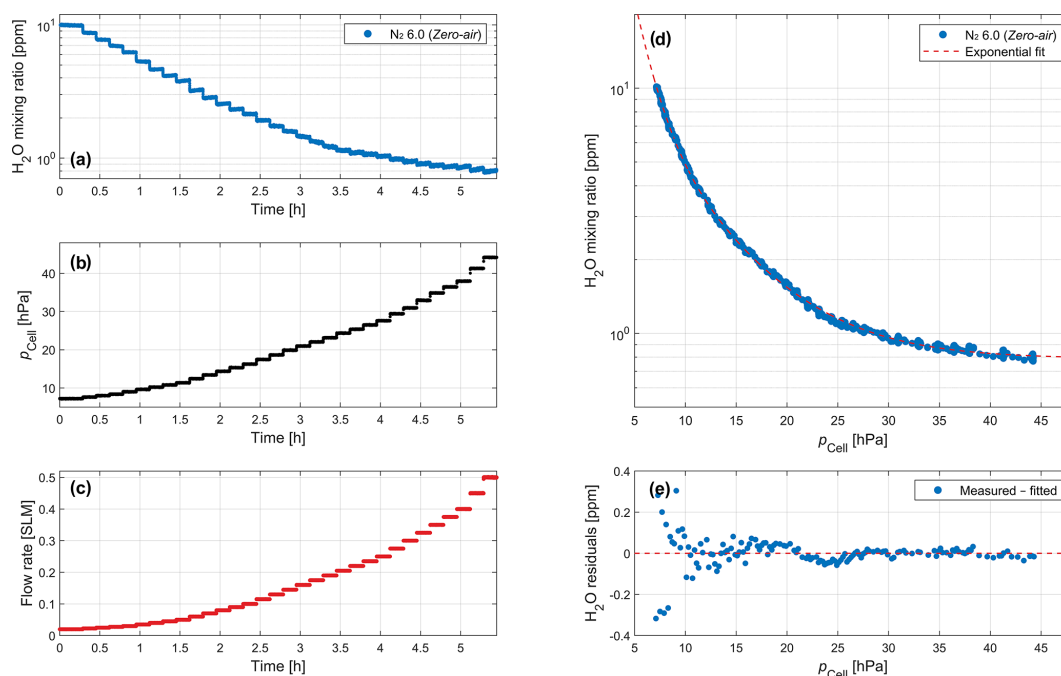 (a)
H₂O mixing ratio [ppm]
10¹
10⁰
N₂ 6.0 (Zero-air)
0 0.5 1 1.5 2 2.5 3 3.5 4 4.5 5
Time [h]
(b)
p_Cell [hPa]
40
30
20
10
0 0.5 1 1.5 2 2.5 3 3.5 4 4.5 5
Time [h]
(c)
Flow rate [SLM]
0.5
0.4
0.3
0.2
0.1
0
0 0.5 1 1.5 2 2.5 3 3.5 4 4.5 5
Time [h]
(d)
H₂O mixing ratio [ppm]
10¹
10⁰
N₂ 6.0 (Zero-air)
Exponential fit
5 10 15 20 25 30 35 40 45
p_Cell [hPa]
(e)
H₂O residuals [ppm]
0.4
0.2
0
-0.2
-0.4
Measured – fitted
5 10 15 20 25 30 35 40 45
p_Cell [hPa]